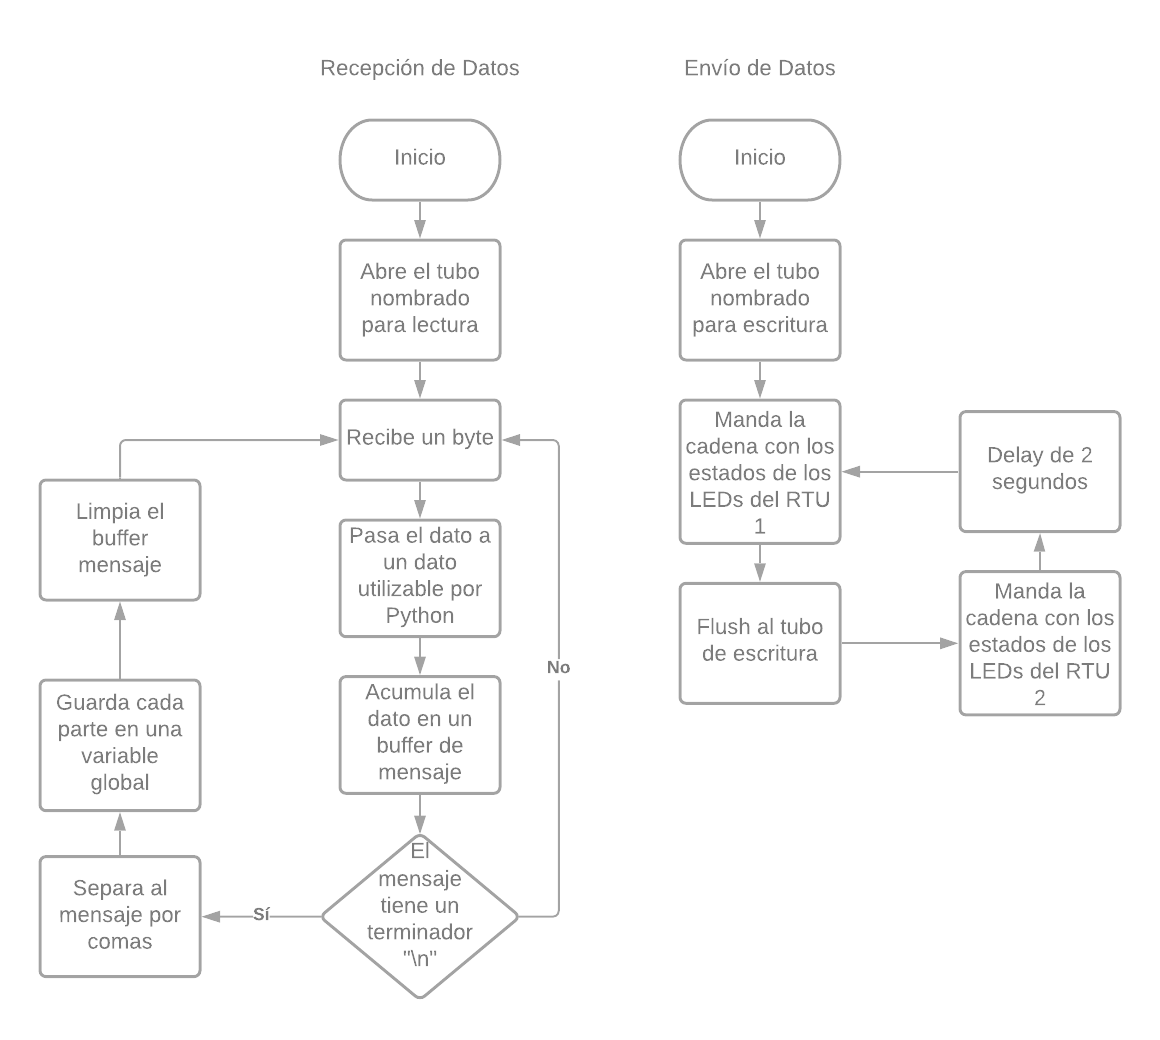 Recepción de Datos
Inicio
Abre el tubo
nombrado
para lectura
Recibe un byte
Pasa el dato a
un dato
utilizable por
Python
Acumula el
dato en un
buffer de
mensaje
El
mensaje
tiene un
terminador
"\n"
No
Sí
Separa al
mensaje por
comas
Guarda cada
parte en una
variable
global
Limpia el
buffer
mensaje
Envío de Datos
Inicio
Abre el tubo
nombrado
para escritura
Manda la
cadena con los
estados de los
LEDs del RTU
1
Flush al tubo
de escritura
Manda la
cadena con los
estados de los
LEDs del RTU
2
Delay de 2
segundos